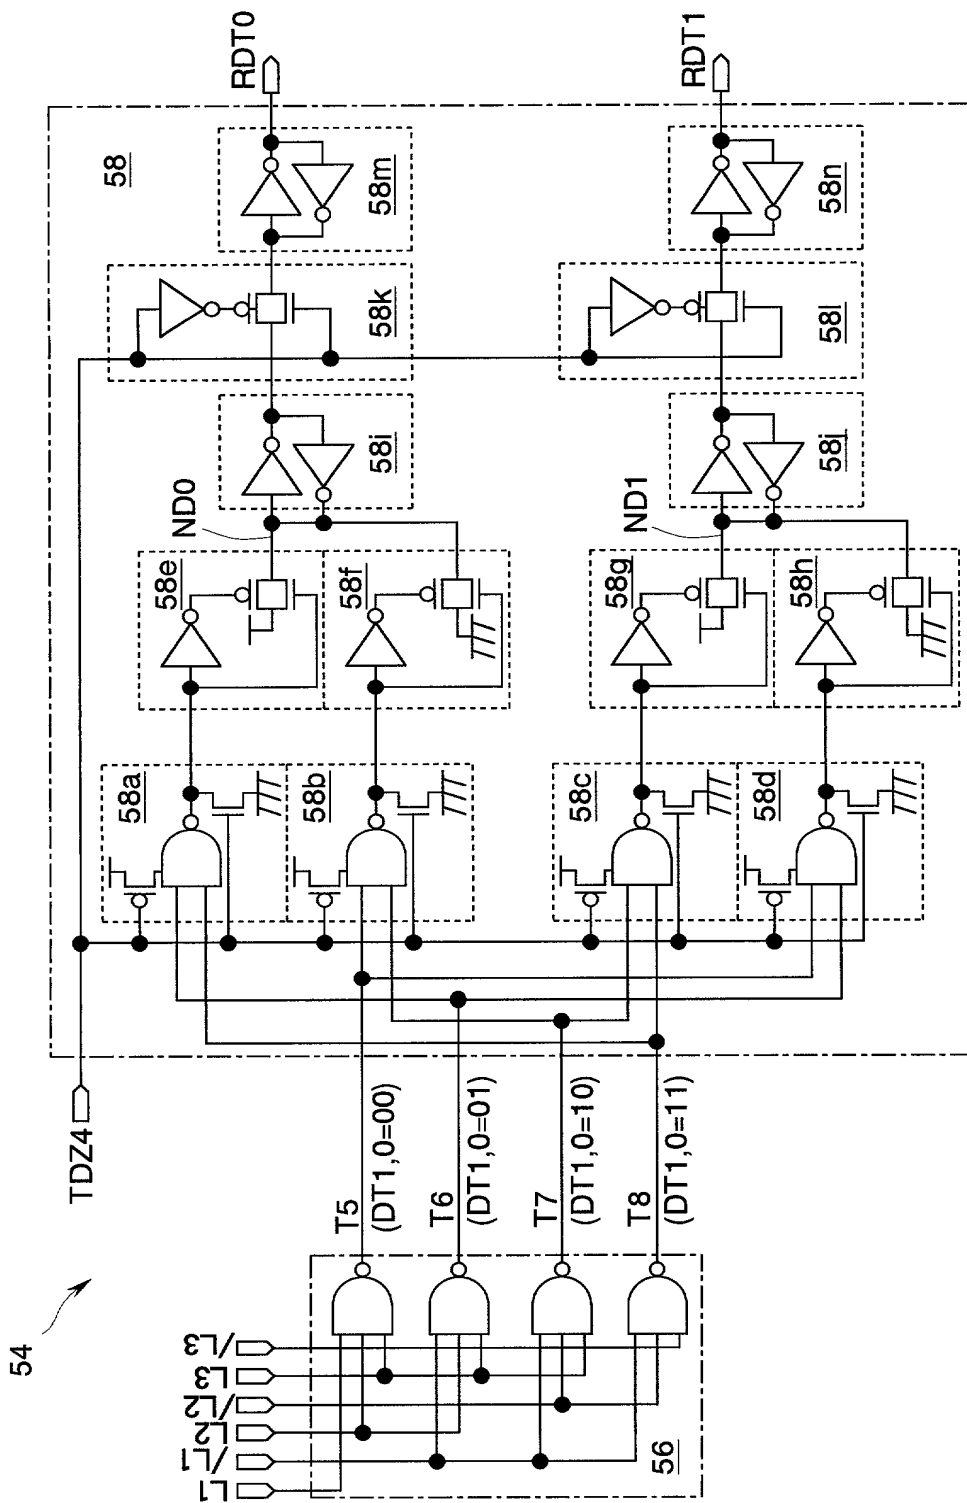 54
TDZ4
58
RDT0
RDT1
58m
58n
58k
58l
58i
58j
ND0
ND1
58e
58f
58g
58h
58a
58b
58c
58d
T5
(DT1,0=00)
T6
(DT1,0=01)
T7
(DT1,0=10)
T8
(DT1,0=11)
/L3
L3
/L2
L2
/L1
L1
56